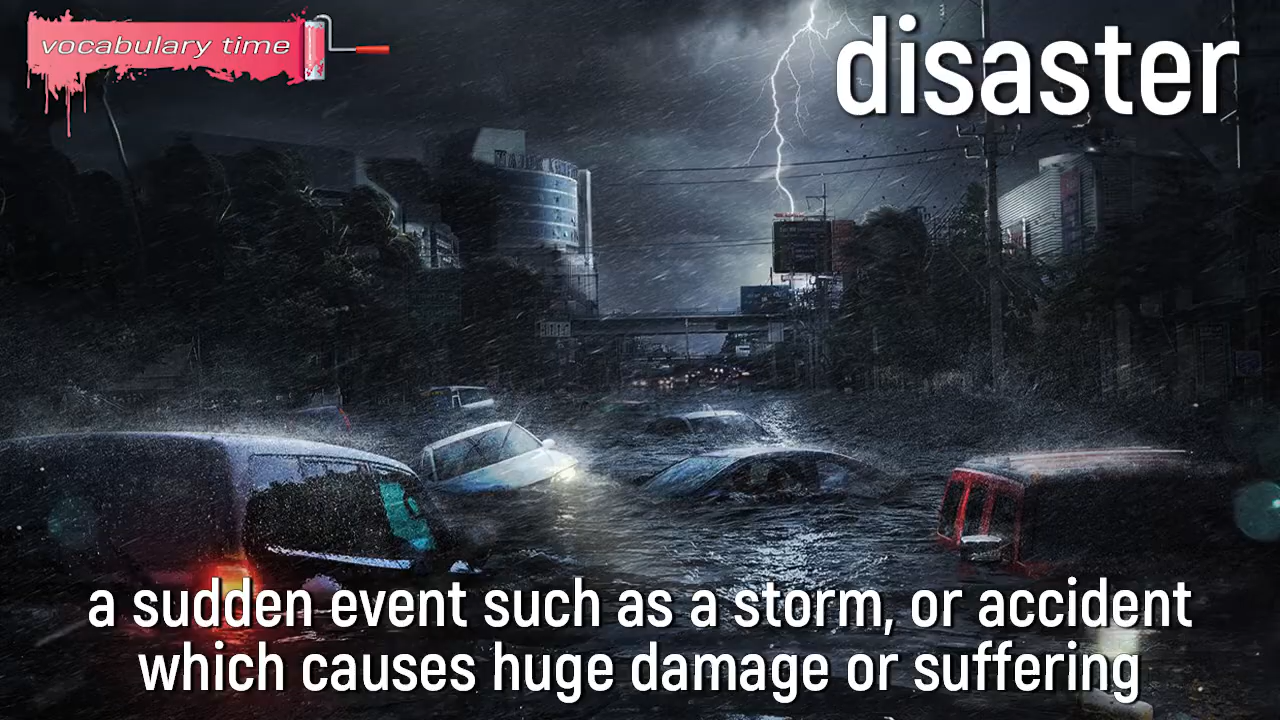 vocabulary time
disaster
a sudden event such as a storm, or accident
which causes huge damage or suffering